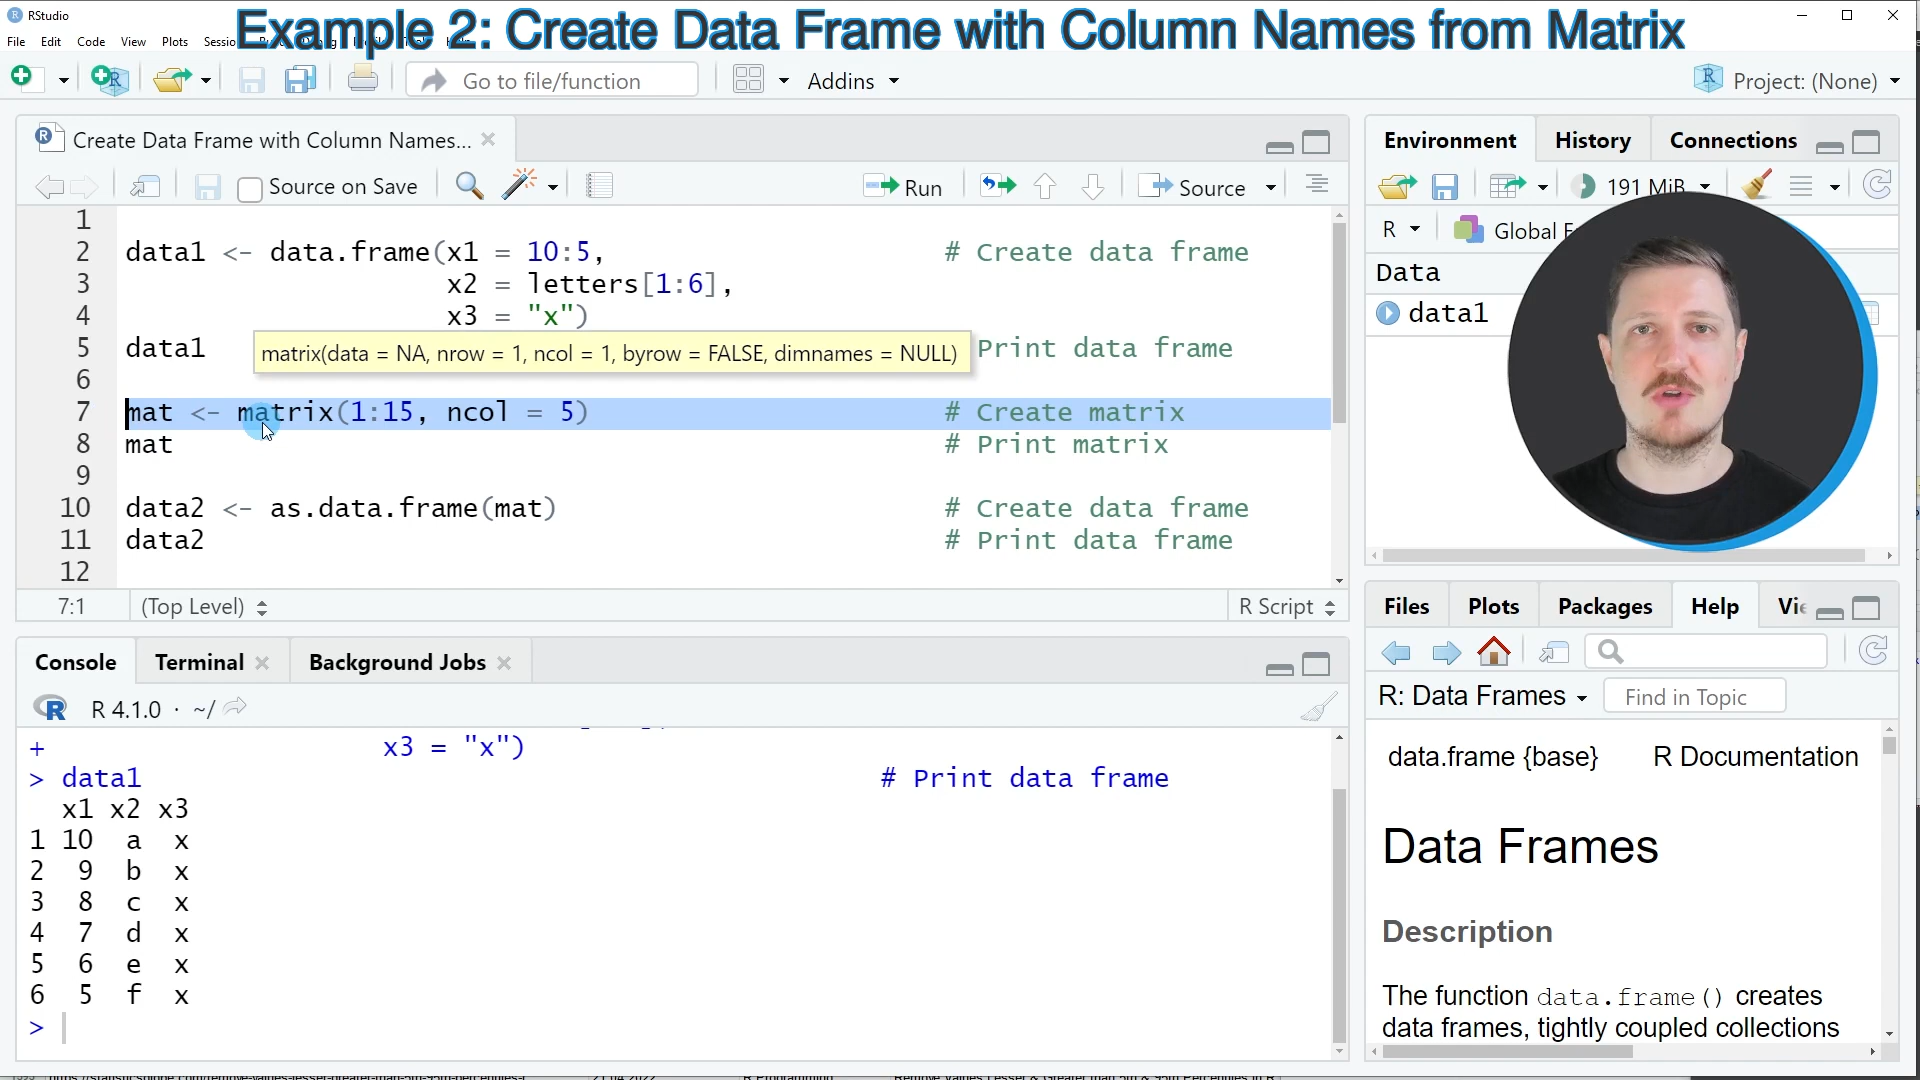 RStudio
Example 2: Create Data Frame with Column Names from Matrix
File Edit Code View Plots
Go to file/function
Addins
Project: (None)
Create Data Frame with Column Names...
Source on Save
Run
Source
1
2 data1 <- data.frame(x1 = 10:5, # Create data frame
3 x2 = letters[1:6],
4 x3 = "x")
5 data1 Print data frame
matrix(data = NA, nrow = 1, ncol = 1, byrow = FALSE, dimnames = NULL)
6
7 mat <- matrix(1:15, ncol = 5) # Create matrix
8 mat # Print matrix
9
10 data2 <- as.data.frame(mat) # Create data frame
11 data2 # Print data frame
12
7:1 (Top Level) R Script
Console Terminal Background Jobs
R 4.1.0 · ~/
+ x3 = "x")
> data1 # Print data frame
x1 x2 x3
1 10 a x
2 9 b x
3 8 c x
4 7 d x
5 6 e x
6 5 f x
>
Environment History Connections
191 MiB
R Global
Data
data1
Files Plots Packages Help
R: Data Frames Find in Topic
data.frame {base} R Documentation
Data Frames
Description
The function data.frame() creates
data frames, tightly coupled collections